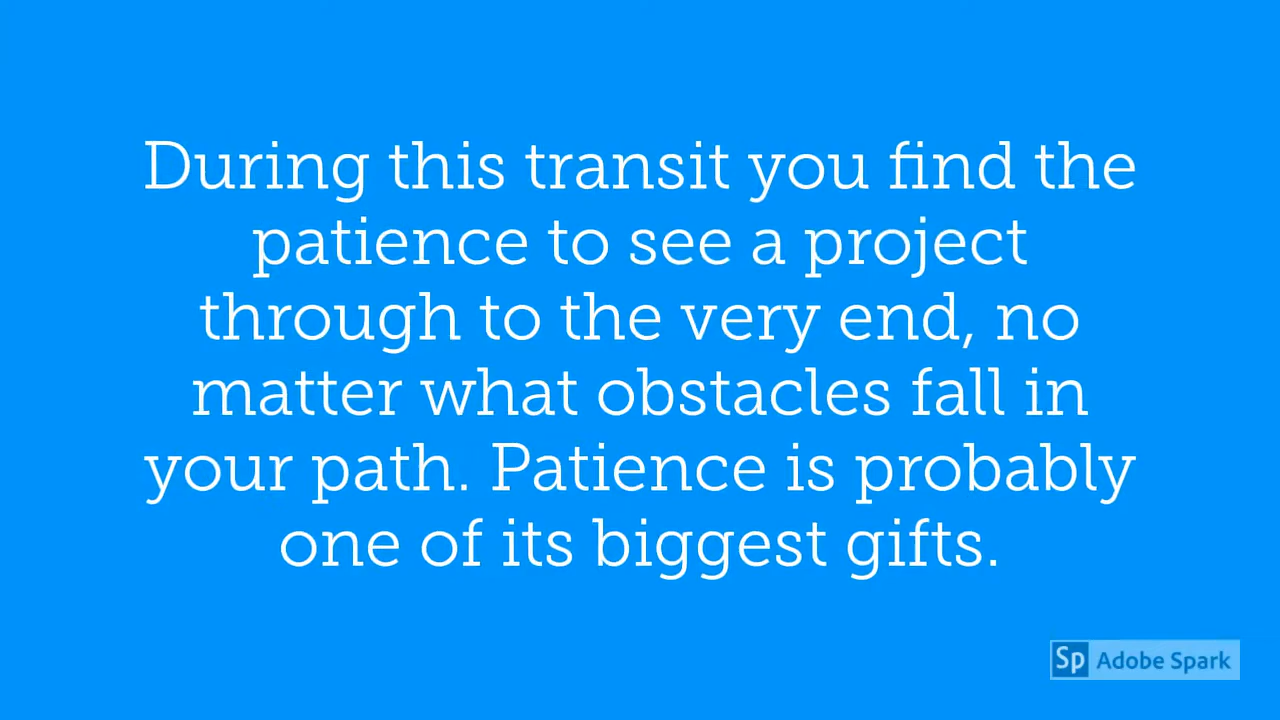 During this transit you find the
patience to see a project
through to the very end, no
matter what obstacles fall in
your path. Patience is probably
one of its biggest gifts.
Sp Adobe Spark